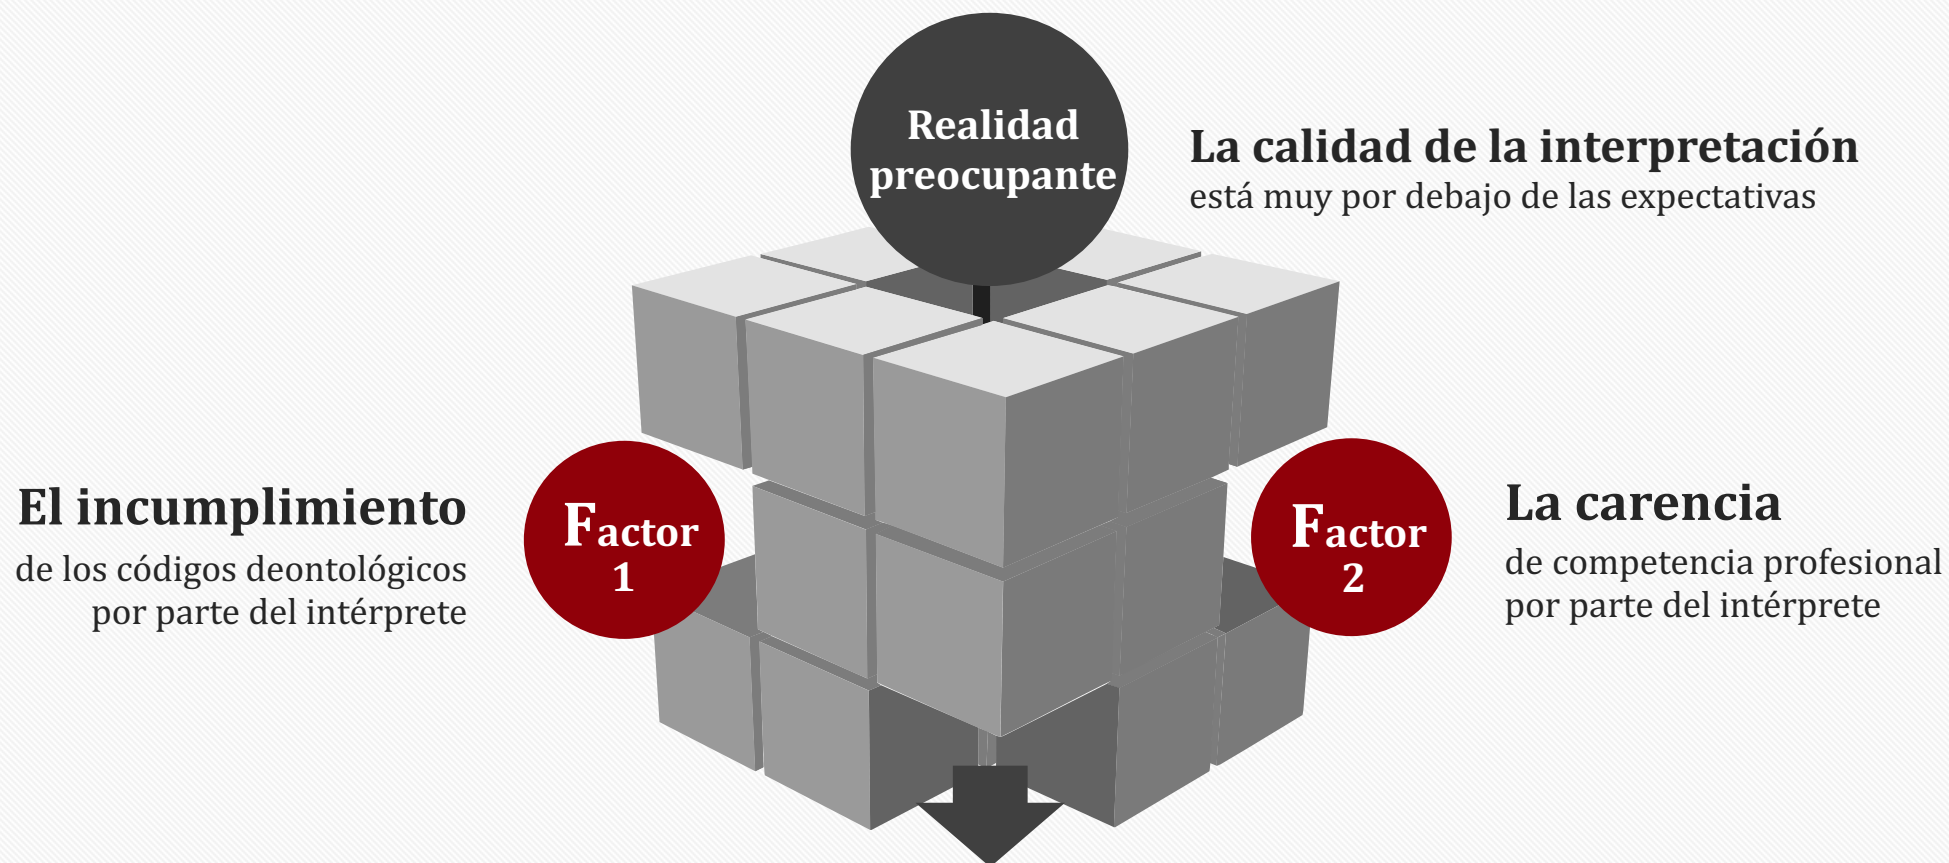 Realidad
preocupante
La calidad de la interpretación
está muy por debajo de las expectativas
El incumplimiento
de los códigos deontológicos
por parte del intérprete
Factor
1
Factor
2
La carencia
de competencia profesional
por parte del intérprete